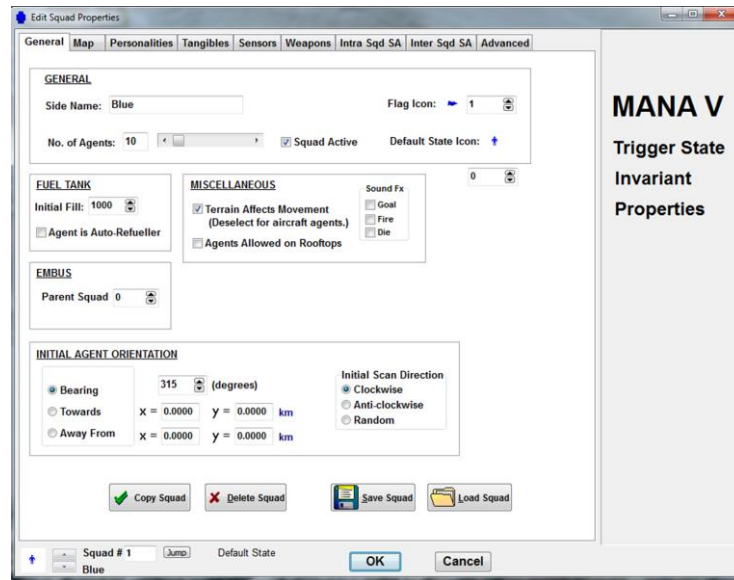 Edit Squad Properties
General Map Personalities Tangibles Sensors Weapons Intra Sqd SA Inter Sqd SA Advanced
GENERAL
Side Name: Blue Flag Icon: 1
No. of Agents: 10 Squad Active Default State Icon:
0
FUEL TANK
Initial Fill: 1000
Agent is Auto-Refueller
MISCELLANEOUS
Terrain Affects Movement
(Deselect for aircraft agents.)
Agents Allowed on Rooftops
Sound Fx
Goal
Fire
Die
EMBUS
Parent Squad 0
INITIAL AGENT ORIENTATION
Bearing 315 (degrees)
Towards x = 0.0000 y = 0.0000 km
Away From x = 0.0000 y = 0.0000 km
Initial Scan Direction
Clockwise
Anti-clockwise
Random
Copy Squad Delete Squad Save Squad Load Squad
Squad # 1 Jump Default State
Blue
OK Cancel
MANA V
Trigger State
Invariant
Properties